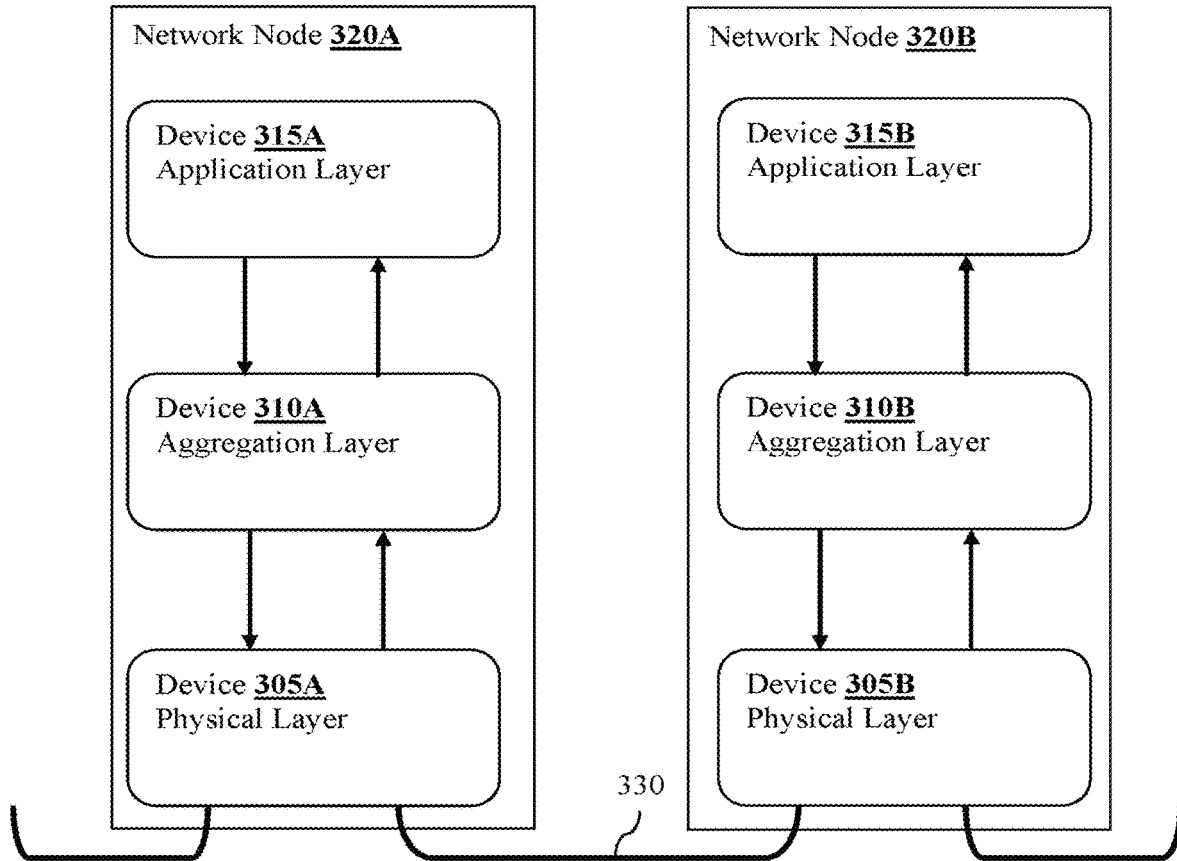 Network Node 320A
Device 315A
Application Layer
Device 310A
Aggregation Layer
Device 305A
Physical Layer
Network Node 320B
Device 315B
Application Layer
Device 310B
Aggregation Layer
Device 305B
Physical Layer
330